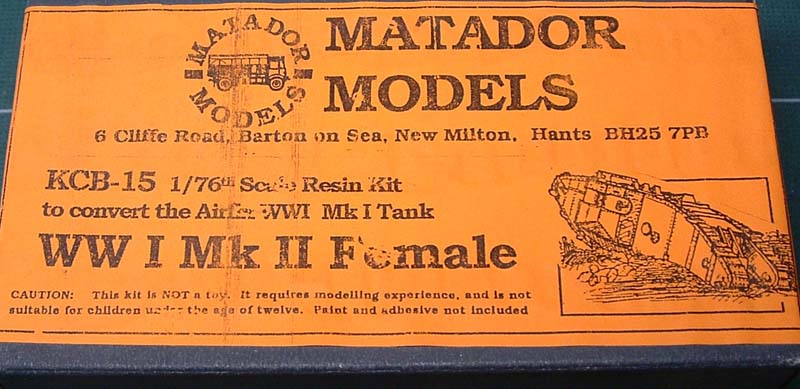 MATADOR MODELS
MATADOR
MODELS
6 Cliffe Road, Barton on Sea, New Milton, Hants BH25 7PB
KCB-15 1/76th Scale Resin Kit
to convert the Airfix WWI Mk I Tank
WW I Mk II Female
CAUTION: This kit is NOT a toy. It requires modelling experience, and is not
suitable for children under the age of twelve. Paint and adhesive not included